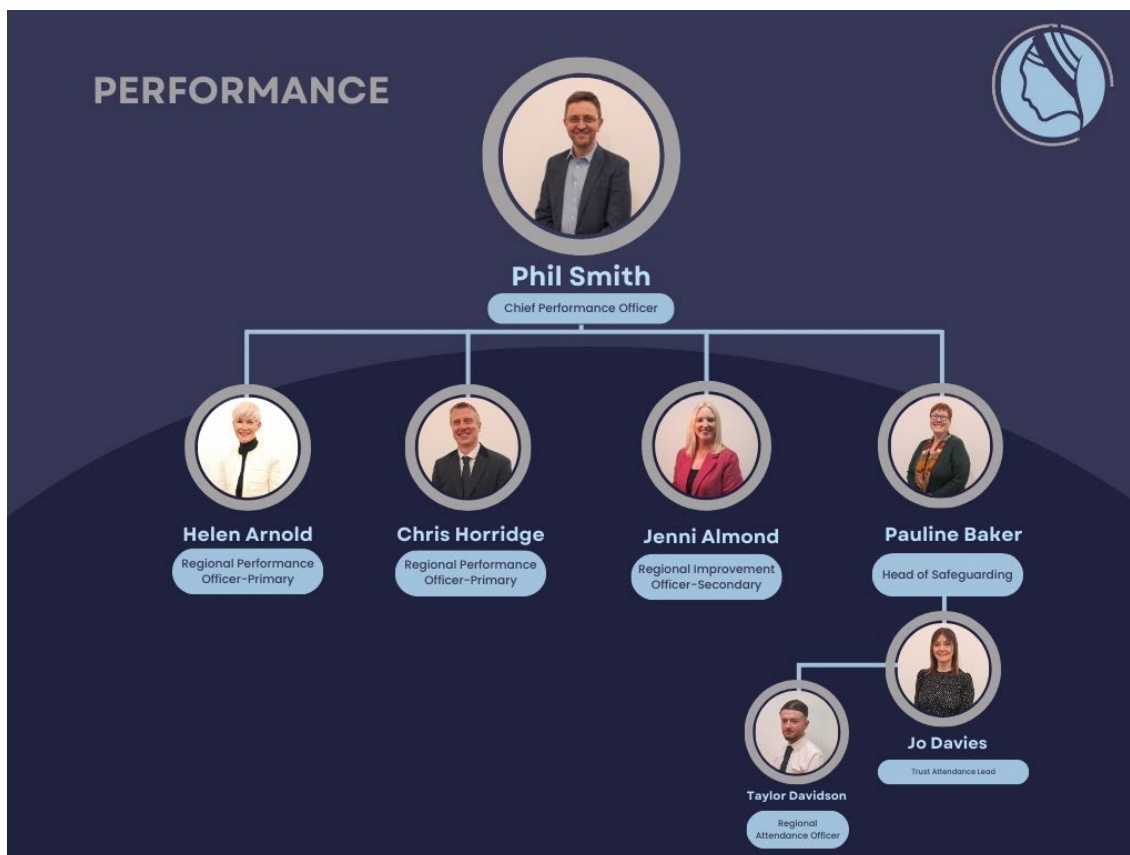 PERFORMANCE
Phil Smith
Chief Performance Officer
Helen Arnold
Regional Performance
Officer-Primary
Chris Horridge
Regional Performance
Officer-Primary
Jenni Almond
Regional Improvement
Officer-Secondary
Pauline Baker
Head of Safeguarding
Jo Davies
Trust Attendance Lead
Taylor Davidson
Regional
Attendance Officer